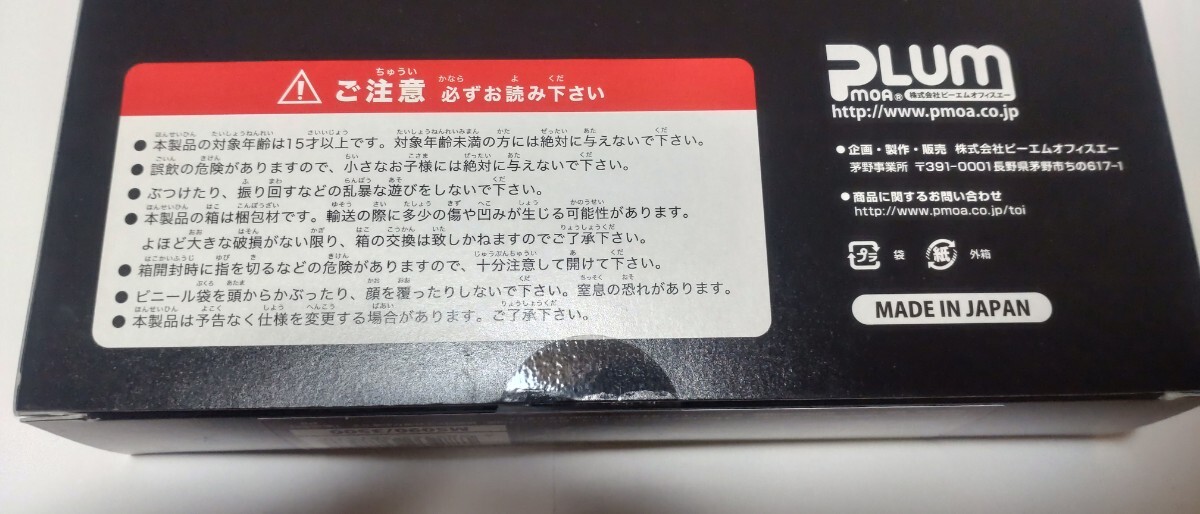 ご注意 必ずお読み下さい
● 本製品の対象年齢は15才以上です。対象年齢未満の方には絶対に与えないで下さい。
● 誤飲の危険がありますので、小さなお子様には絶対に与えないで下さい。
● ぶつけたり、振り回すなどの乱暴な遊びをしないで下さい。
● 本製品の箱は梱包材です。輸送の際に多少の傷や凹みが生じる可能性があります。
よほど大きな破損がない限り、箱の交換は致しかねますのでご了承下さい。
● 箱開封時に指を切るなどの危険がありますので、十分注意して開けて下さい。
● ビニール袋を頭からかぶったり、顔を覆ったりしないで下さい。窒息の恐れがあります。
● 本製品は予告なく仕様を変更する場合があります。ご了承下さい。
PLUM
PMOA® 株式会社ピーエムオフィスエー
http://www.pmoa.co.jp
● 企画・製作・販売 株式会社ピーエムオフィスエー
茅野事業所 〒391-0001長野県茅野市ちの617-1
● 商品に関するお問い合わせ
http://www.pmoa.co.jp/toi
プラ 袋 紙 外箱
MADE IN JAPAN